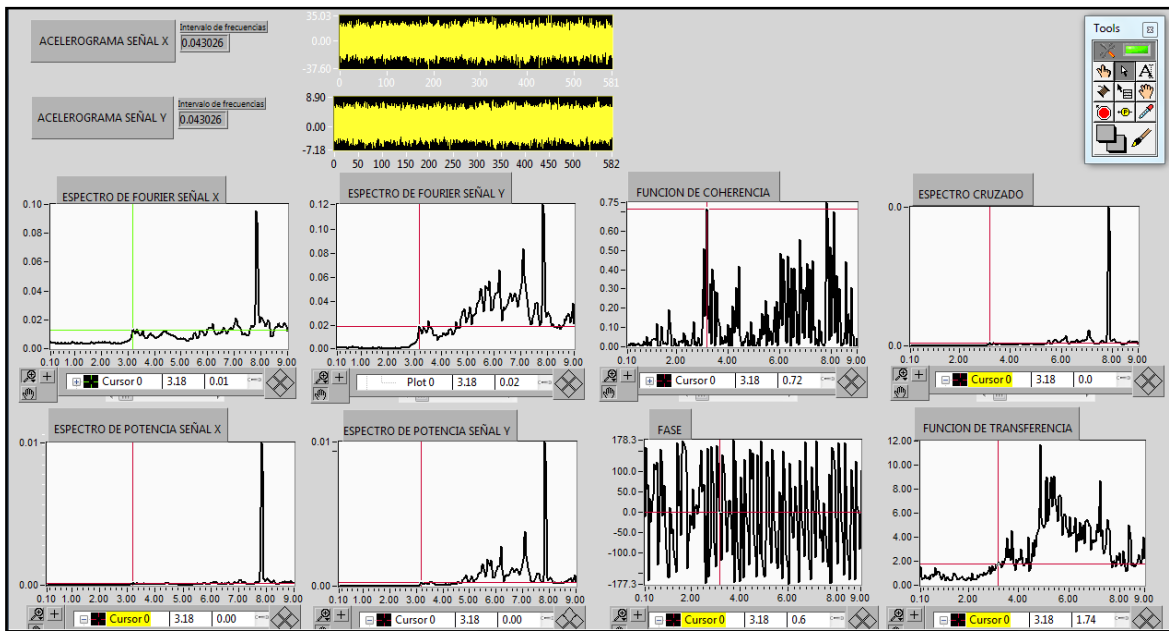 ACELEROGRAMA SEÑAL X
Intervalo de frecuencias
0.043026
35.03
0.00
-37.60
0 100 200 300 400 500 581
Tools
ACELEROGRAMA SEÑAL Y
Intervalo de frecuencias
0.043026
8.90
0.00
-7.18
0 50 100 150 200 250 300 350 400 450 500 582
ESPECTRO DE FOURIER SEÑAL X
0.10
0.08
0.06
0.04
0.02
0.00
0.10 1.00 2.00 3.00 4.00 5.00 6.00 7.00 8.00 9.00
Cursor 0 3.18 0.01
ESPECTRO DE FOURIER SEÑAL Y
0.12
0.10
0.08
0.06
0.04
0.02
0.00
0.10 1.00 2.00 3.00 4.00 5.00 6.00 7.00 8.00 9.00
Plot 0 3.18 0.02
FUNCION DE COHERENCIA
0.75
0.60
0.50
0.40
0.30
0.20
0.10
0.00
0.10 2.00 4.00 6.00 9.00
Cursor 0 3.18 0.72
ESPECTRO CRUZADO
0.0
0.0
0.10 1.00 2.00 3.00 4.00 5.00 6.00 7.00 9.00
Cursor 0 3.18 0.0
ESPECTRO DE POTENCIA SEÑAL X
0.01
0.00
0.10 1.00 2.00 3.00 4.00 5.00 6.00 7.00 8.00 9.00
Cursor 0 3.18 0.00
ESPECTRO DE POTENCIA SEÑAL Y
0.01
0.00
0.10 1.00 2.00 3.00 4.00 5.00 6.00 7.00 8.00 9.00
Cursor 0 3.18 0.00
FASE
178.3
100.0
50.0
0.0
-50.0
-100.0
-177.3
0.10 2.00 4.00 6.00 9.00
Cursor 0 3.18 0.6
FUNCION DE TRANSFERENCIA
12.00
10.00
8.00
6.00
4.00
2.00
0.00
0.10 2.00 4.00 6.00 9.00
Cursor 0 3.18 1.74